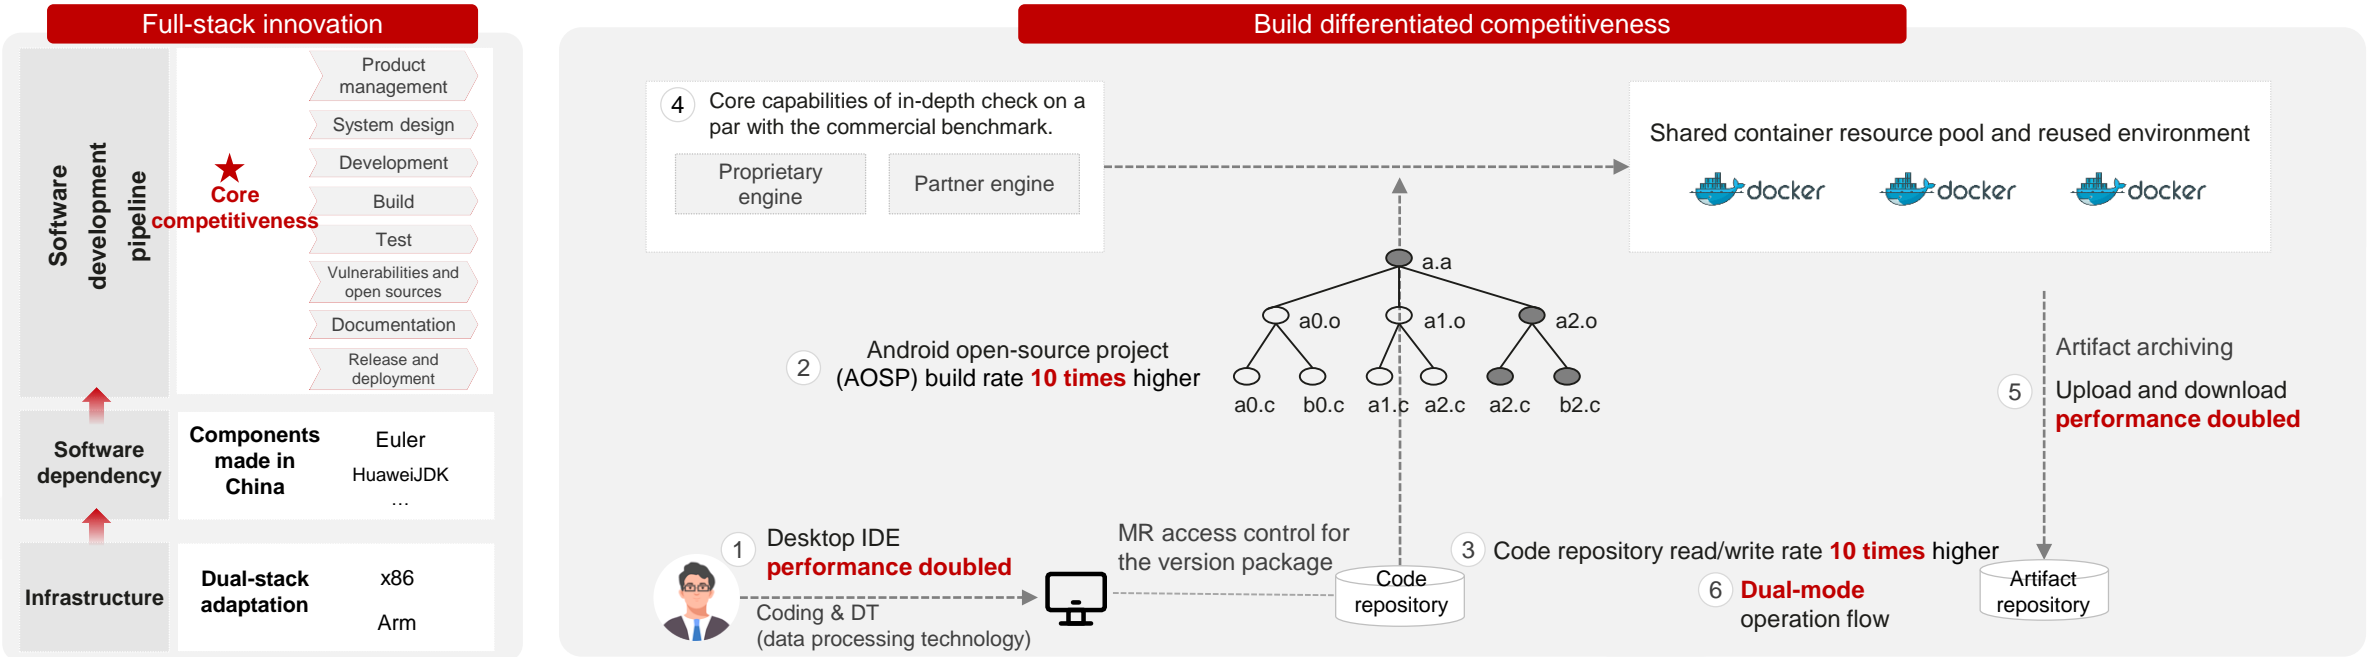 Full-stack innovation
Software
development
pipeline
Core
competitiveness
Product
management
System design
Development
Build
Test
Vulnerabilities and
open sources
Documentation
Release and
deployment
Software
dependency
Components
made in
China
Euler
HuaweiJDK
…
Infrastructure
Dual-stack
adaptation
x86
Arm
Build differentiated competitiveness
4
Core capabilities of in-depth check on a
par with the commercial benchmark.
Proprietary
engine
Partner engine
Shared container resource pool and reused environment
docker
docker
docker
a.a
a0.o
a1.o
a2.o
a0.c
b0.c
a1.c
a2.c
a2.c
b2.c
2
Android open-source project
(AOSP) build rate 10 times higher
Artifact archiving
5
Upload and download
performance doubled
1
Desktop IDE
performance doubled
Coding & DT
(data processing technology)
MR access control for
the version package
Code
repository
3
Code repository read/write rate 10 times higher
6
Dual-mode
operation flow
Artifact
repository